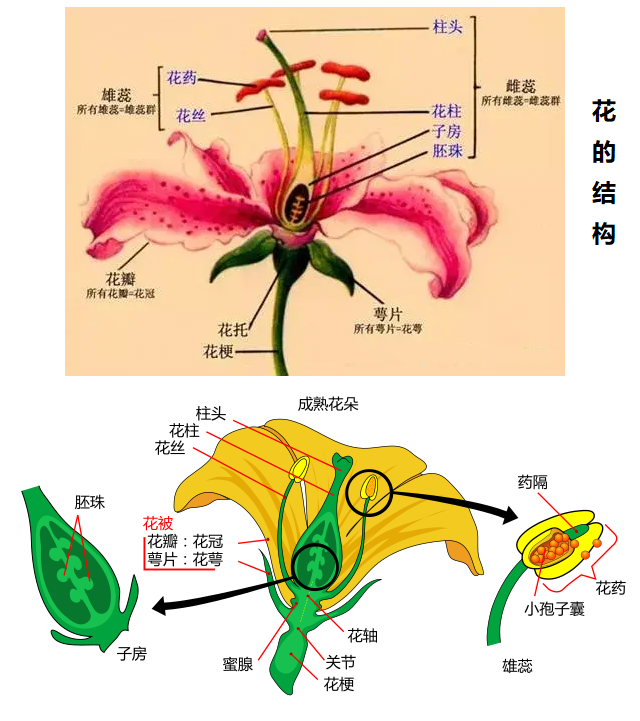 花的结构
柱头
花药
雄蕊
所有雄蕊=雄蕊群
花丝
雌蕊
所有雌蕊=雌蕊群
花柱
子房
胚珠
花瓣
所有花瓣=花冠
萼片
所有萼片=花萼
花托
花梗
成熟花朵
柱头
花柱
花丝
花被
花瓣:花冠
萼片:花萼
胚珠
子房
蜜腺
花轴
关节
花梗
药隔
小孢子囊
花药
雄蕊